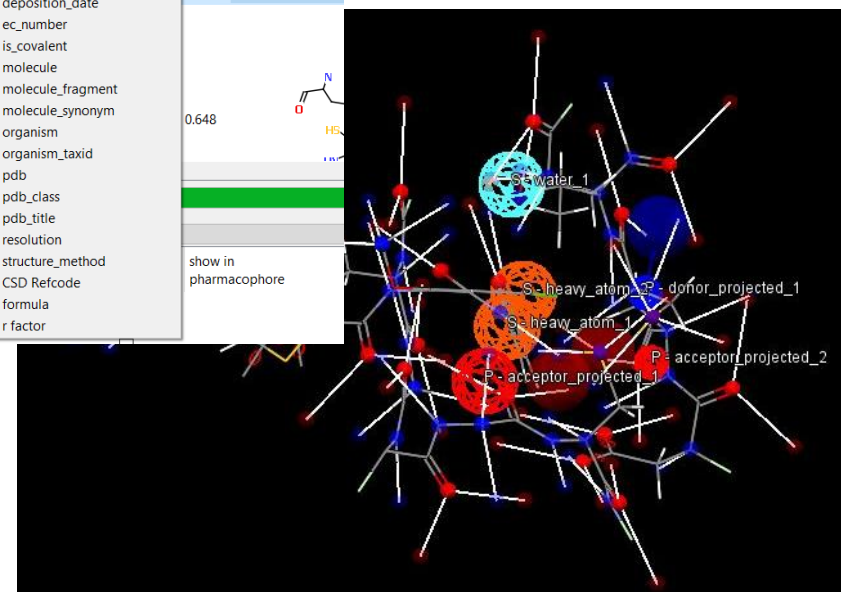 deposition_date
ec_number
is_covalent
molecule
molecule_fragment
molecule_synonym
organism
organism_taxid
pdb
pdb_class
pdb_title
resolution
structure_method
CSD Refcode
formula
r factor
0.648
N
O
HS
show in
pharmacophore
S - water_1
S - heavy_atom_2
P - donor_projected_1
S - heavy_atom_1
P - acceptor_projected_2
P - acceptor_projected_1